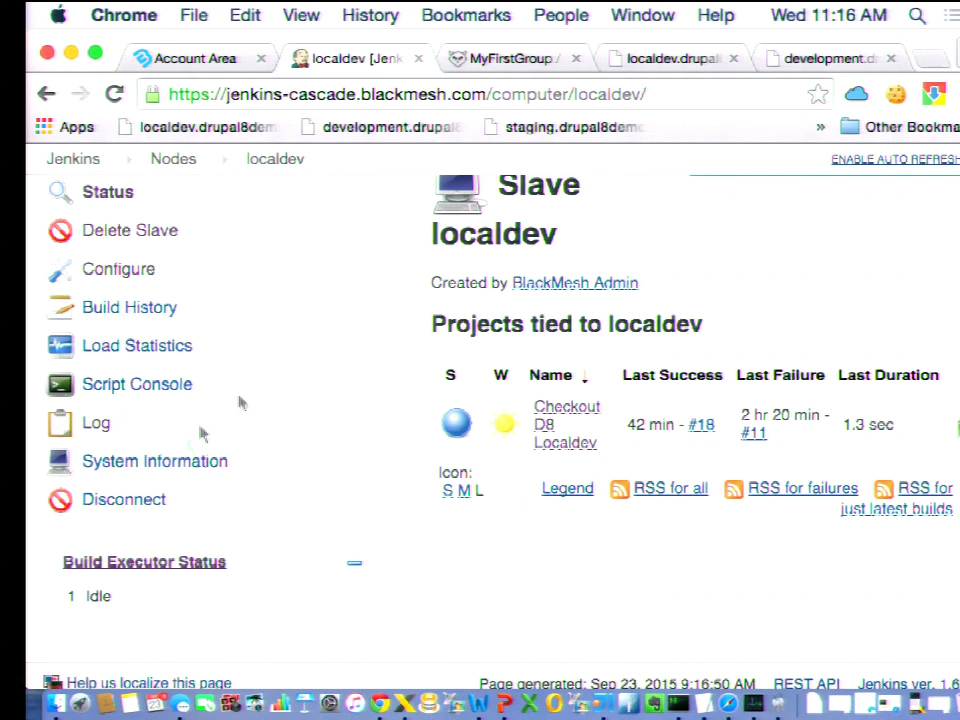 Chrome File Edit View History Bookmarks People Window Help Wed 11:16 AM
Account Area localdev [Jenk MyFirstGroup / localdev.drupal development.d
https://jenkins-cascade.blackmesh.com/computer/localdev/
Apps localdev.drupal8dem development.drupal8 staging.drupal8demo » Other Bookma
Jenkins Nodes localdev ENABLE AUTO REFRESH
Status
Delete Slave
Configure
Build History
Load Statistics
Script Console
Log
System Information
Disconnect
Build Executor Status
1 Idle
Slave
localdev
Created by BlackMesh Admin
Projects tied to localdev
S W Name ↓ Last Success Last Failure Last Duration
Checkout
D8
Localdev
42 min - #18
2 hr 20 min -
#11
1.3 sec
Icon:
S M L
Legend RSS for all RSS for failures RSS for
just latest builds
Help us localize this page Page generated: Sep 23, 2015 9:16:50 AM REST API Jenkins ver. 1.6